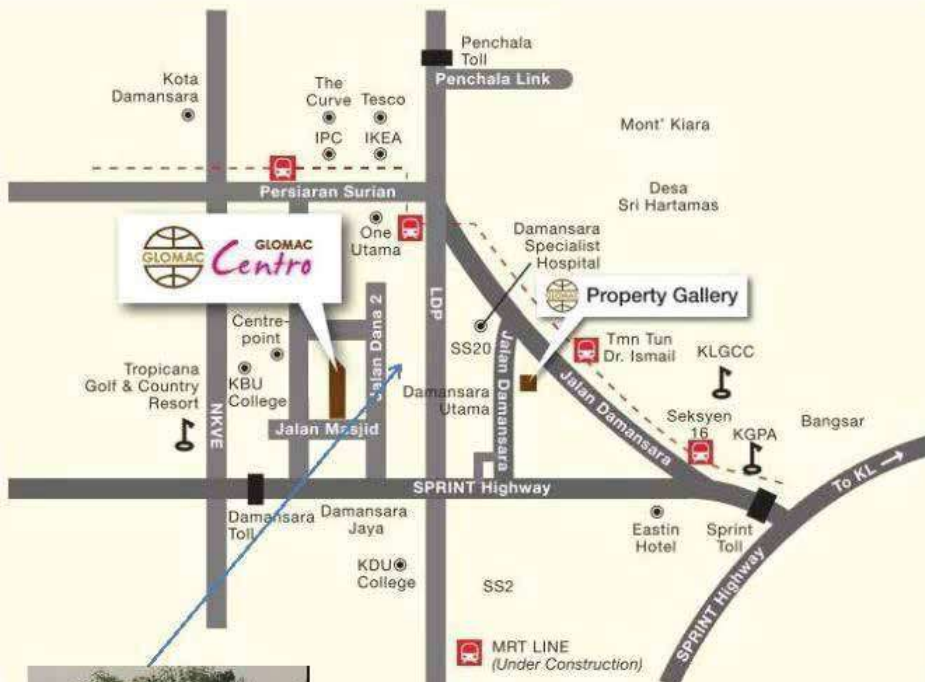 Penchala
Toll
Penchala Link
Kota
Damansara
The
Curve
Tesco
IPC
IKEA
Mont' Kiara
Persiaran Surian
Desa
Sri Hartamas
One
Utama
Damansara
Specialist
Hospital
GLOMAC
GLOMAC
Centro
GLOMAC
Property Gallery
LDP
Jalan Dana 2
Centre-
point
SS20
Jalan Damansara
Tmn Tun
Dr. Ismail
KLGCC
Tropicana
Golf & Country
Resort
KBU
College
Damansara
Utama
Jalan Damansara
NKVE
Jalan Masjid
Seksyen
16
KGPA
Bangsar
To KL →
SPRINT Highway
Damansara
Toll
Damansara
Jaya
Eastin
Hotel
Sprint
Toll
KDU
College
SS2
SPRINT Highway
MRT LINE
(Under Construction)